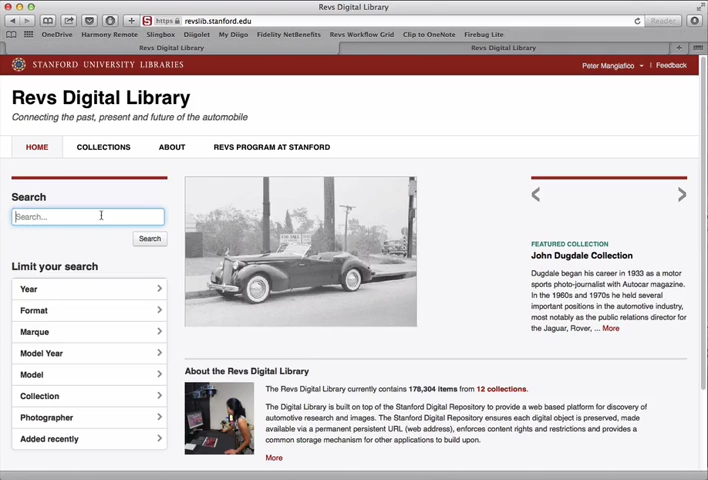 Revs Digital Library
https revslib.stanford.edu
Reader
OneDrive Harmony Remote Slingbox Diigolet My Diigo Fidelity NetBenefits Revs Workflow Grid Clip to OneNote Firebug Lite
Revs Digital Library Revs Digital Library
STANFORD UNIVERSITY LIBRARIES
Peter Mangiafico | Feedback
Revs Digital Library
Connecting the past, present and future of the automobile
HOME COLLECTIONS ABOUT REVS PROGRAM AT STANFORD
Search
Search...
Search
Limit your search
Year
Format
Marque
Model Year
Model
Collection
Photographer
Added recently
FOR SALE
FEATURED COLLECTION
John Dugdale Collection
Dugdale began his career in 1933 as a motor
sports photo-journalist with Autocar magazine.
In the 1960s and 1970s he held several
important positions in the automotive industry,
most notably as the public relations director for
the Jaguar, Rover, ... More
About the Revs Digital Library
The Revs Digital Library currently contains 178,304 items from 12 collections.
The Digital Library is built on top of the Stanford Digital Repository to provide a web based platform for discovery of
automotive research and images. The Stanford Digital Repository ensures each digital object is preserved, made
available via a permanent persistent URL (web address), enforces content rights and restrictions and provides a
common storage mechanism for other applications to build upon.
More